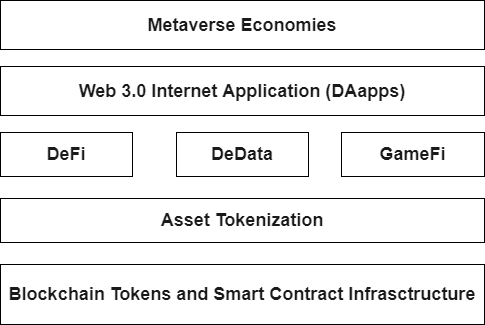 Metaverse Economies
Web 3.0 Internet Application (DAapps)
DeFi
DeData
GameFi
Asset Tokenization
Blockchain Tokens and Smart Contract Infrasctructure